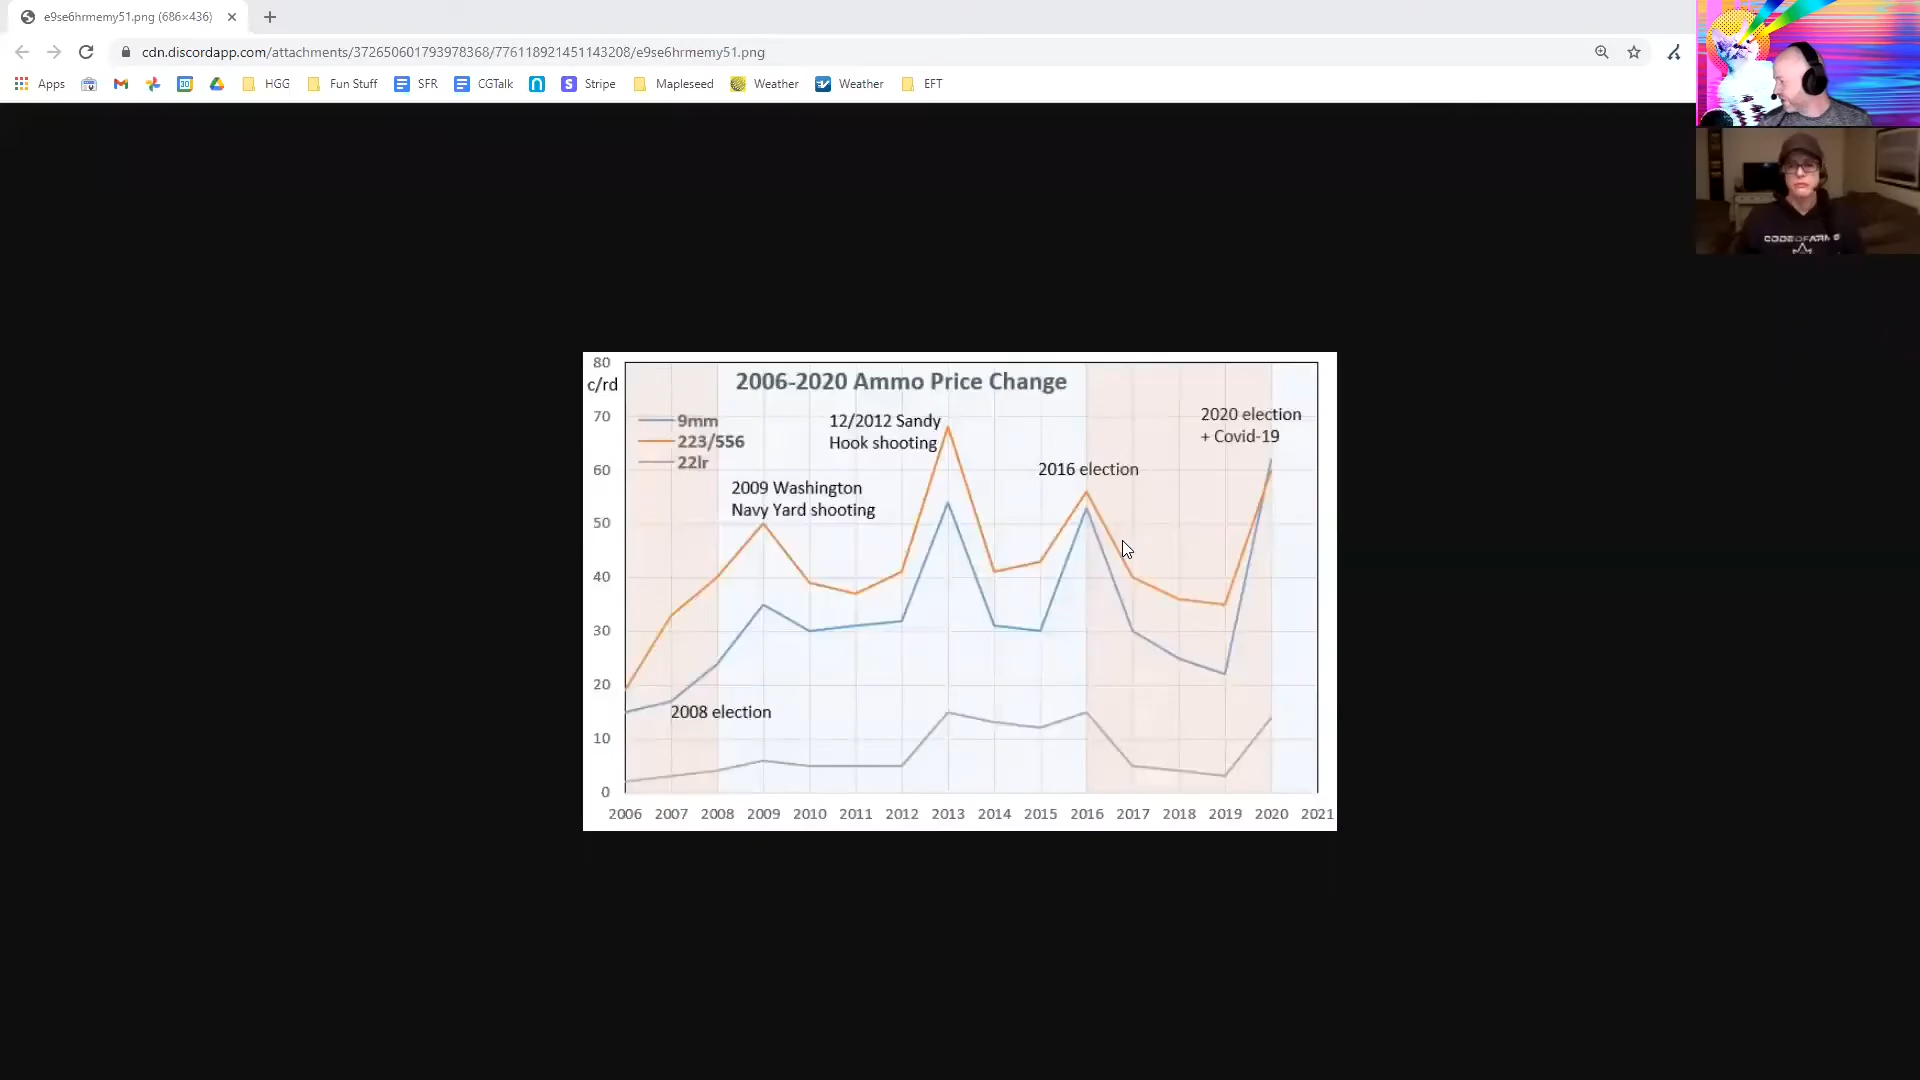 e9se6hrmemy51.png (686×436)
cdn.discordapp.com/attachments/372650601793978368/776118921451143208/e9se6hrmemy51.png
Apps
HGG
Fun Stuff
SFR
CGTalk
Stripe
Mapleseed
Weather
Weather
EFT
CODEOFARMS
2006-2020 Ammo Price Change
c/rd
80
70
60
50
40
30
20
10
0
9mm
223/556
22lr
12/2012 Sandy
Hook shooting
2020 election
+ Covid-19
2016 election
2009 Washington
Navy Yard shooting
2008 election
2006 2007 2008 2009 2010 2011 2012 2013 2014 2015 2016 2017 2018 2019 2020 2021